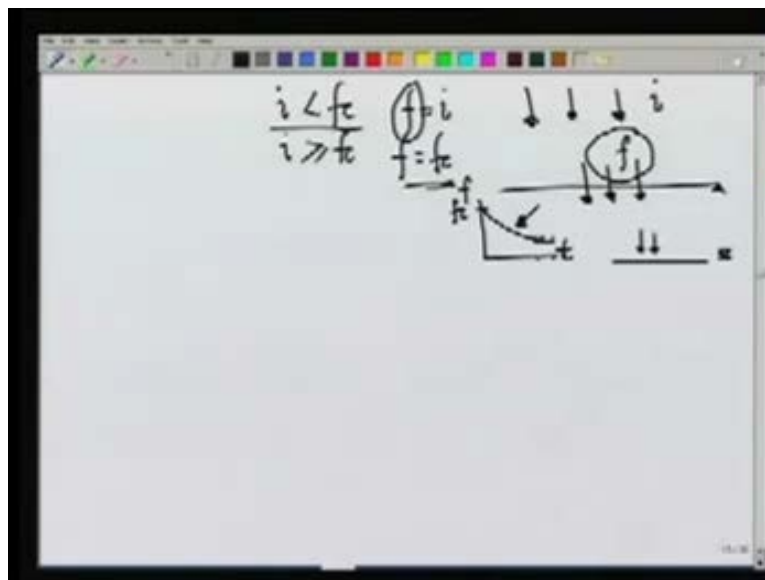 i < fc f = i i
i ≥ fc f = fc f
f
fc
t